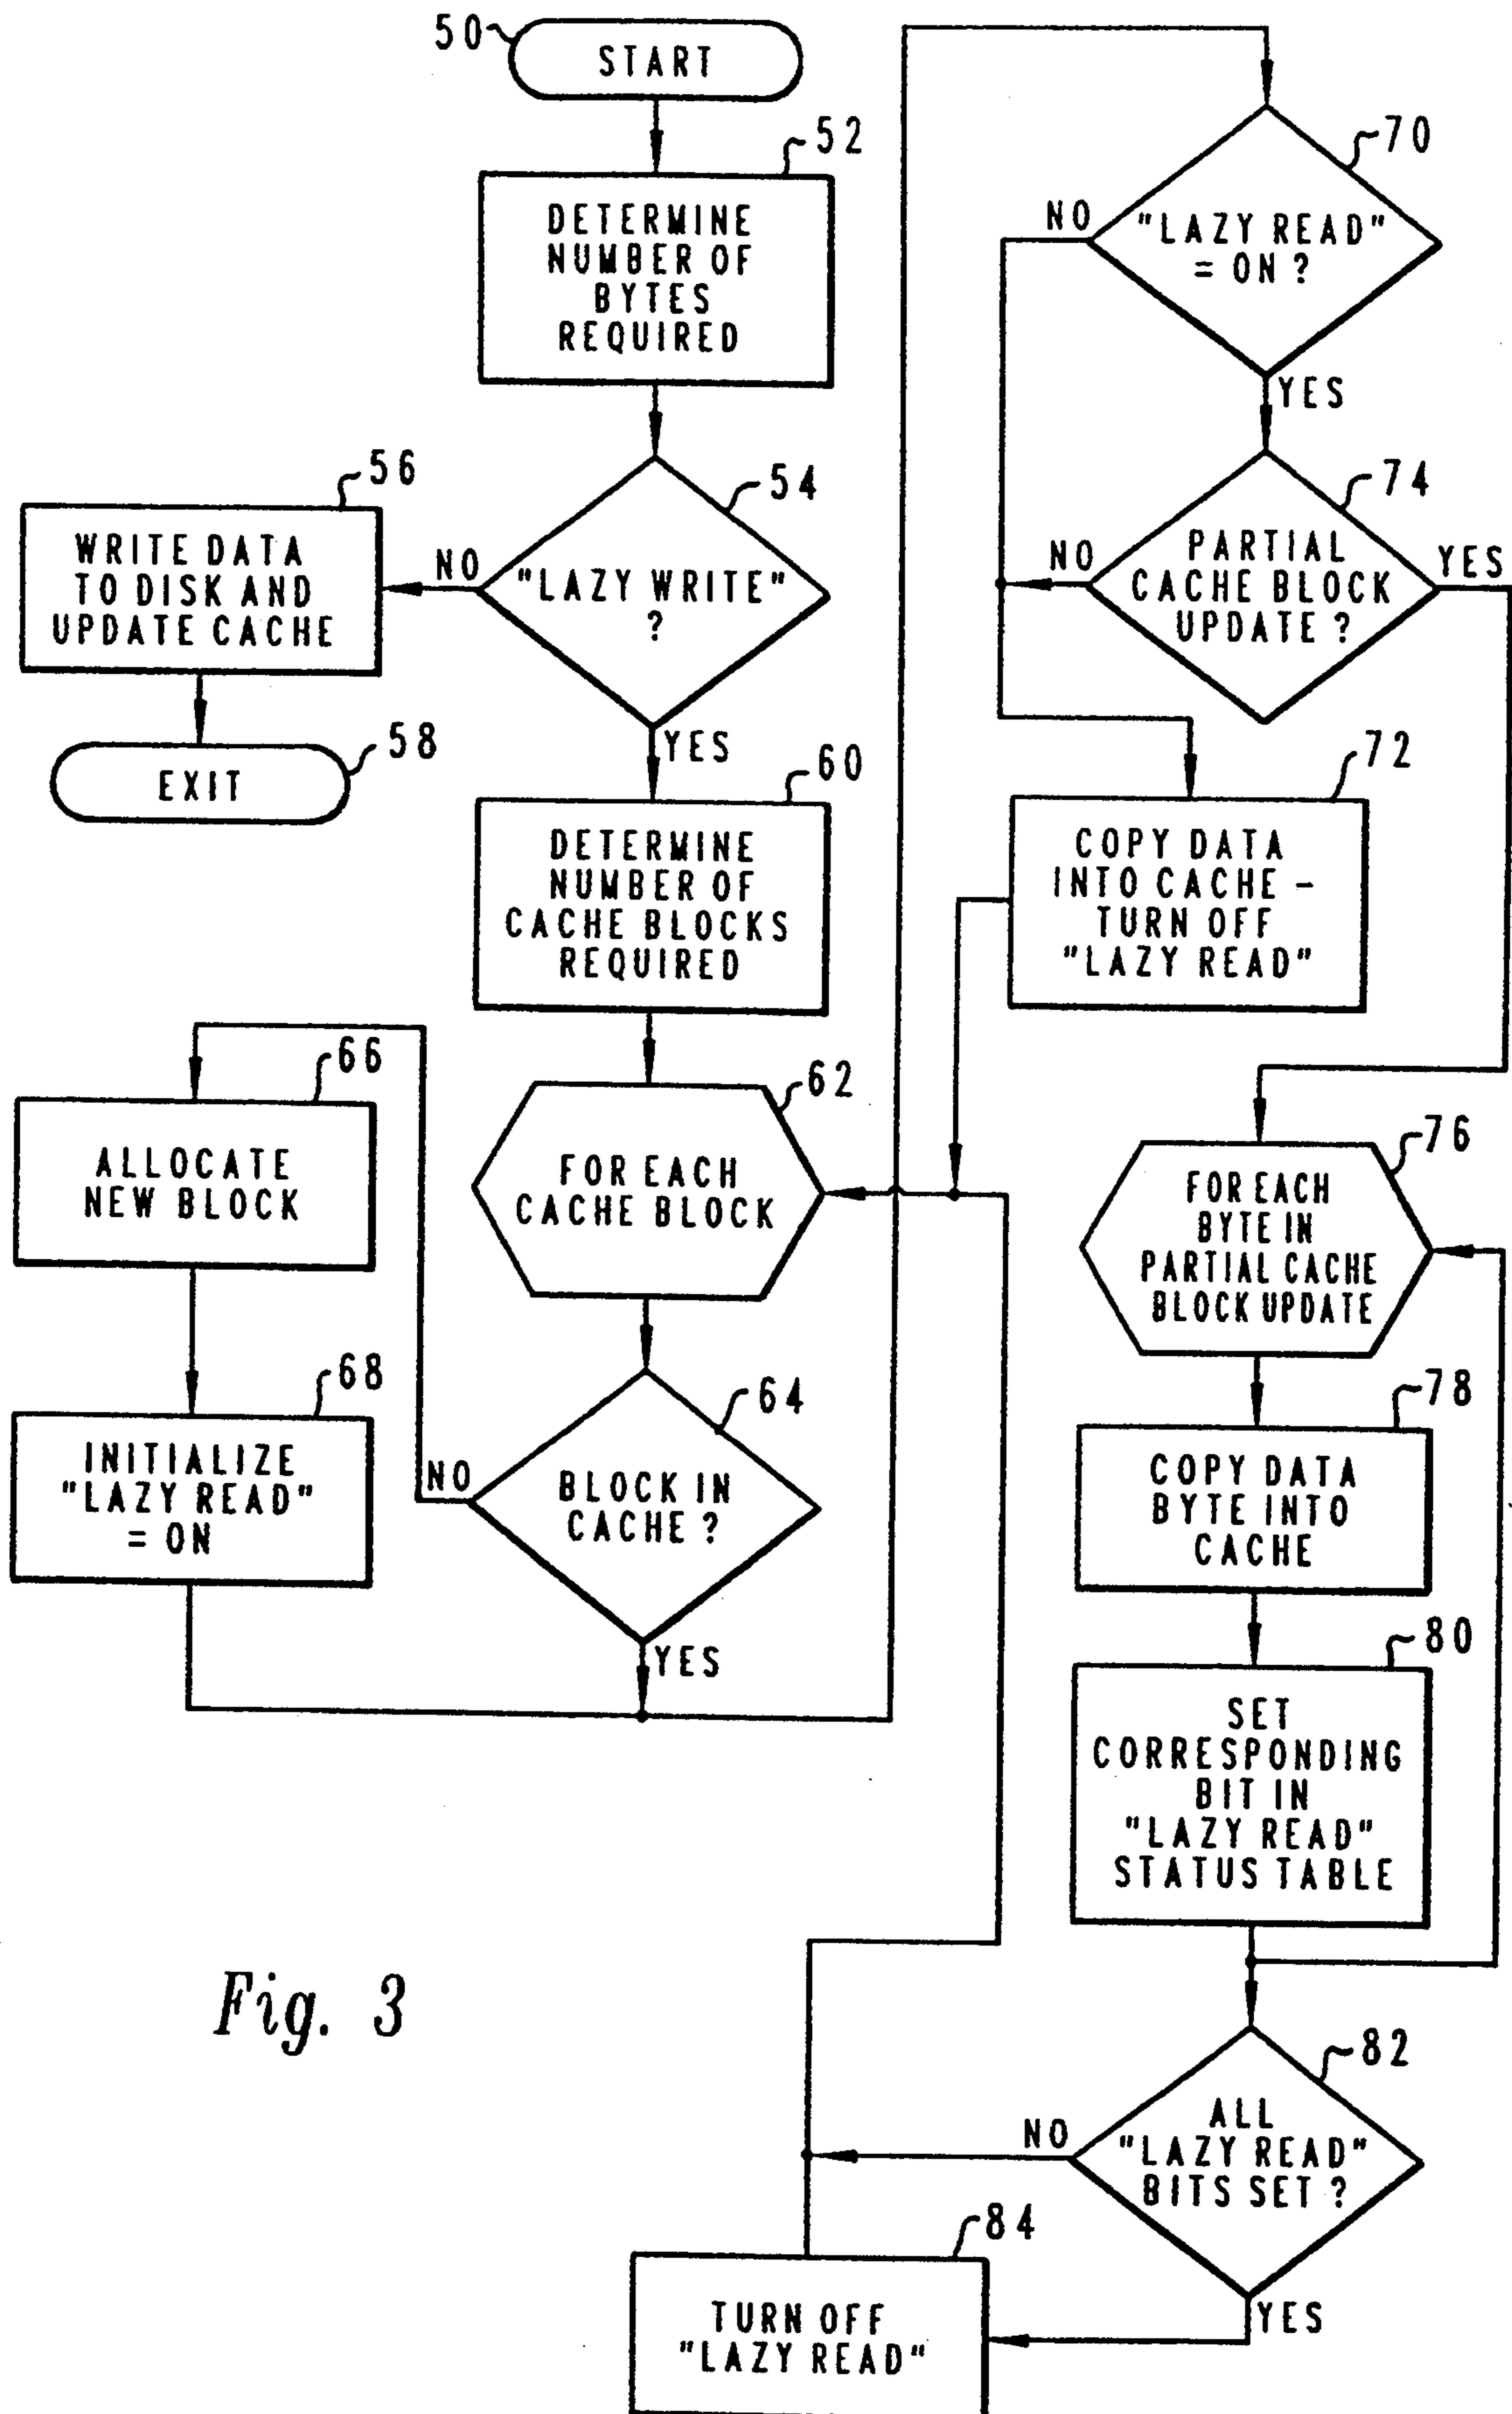 50
START
52
DETERMINE
NUMBER OF
BYTES
REQUIRED
54
"LAZY WRITE"
?
NO
YES
56
WRITE DATA
TO DISK AND
UPDATE CACHE
58
EXIT
60
DETERMINE
NUMBER OF
CACHE BLOCKS
REQUIRED
62
FOR EACH
CACHE BLOCK
64
BLOCK IN
CACHE ?
NO
YES
66
ALLOCATE
NEW BLOCK
68
INITIALIZE
"LAZY READ"
= ON
70
"LAZY READ"
= ON ?
NO
YES
74
PARTIAL
CACHE BLOCK
UPDATE ?
NO
YES
72
COPY DATA
INTO CACHE -
TURN OFF
"LAZY READ"
76
FOR EACH
BYTE IN
PARTIAL CACHE
BLOCK UPDATE
78
COPY DATA
BYTE INTO
CACHE
80
SET
CORRESPONDING
BIT IN
"LAZY READ"
STATUS TABLE
82
ALL
"LAZY READ"
BITS SET ?
NO
YES
84
TURN OFF
"LAZY READ"
Fig. 3